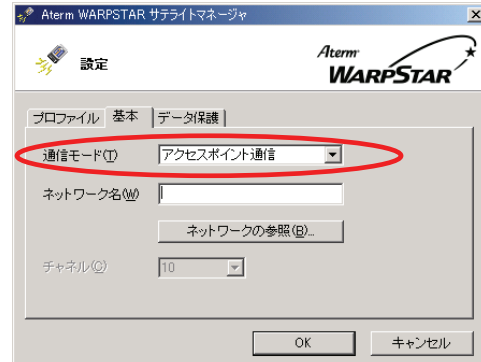 Aterm WARPSTAR サテライトマネージャ
設定
Aterm
WARPSTAR
プロファイル 基本 データ保護
通信モード(T) アクセスポイント通信
ネットワーク名(W)
ネットワークの参照(B)...
チャネル(C) 10
OK キャンセル